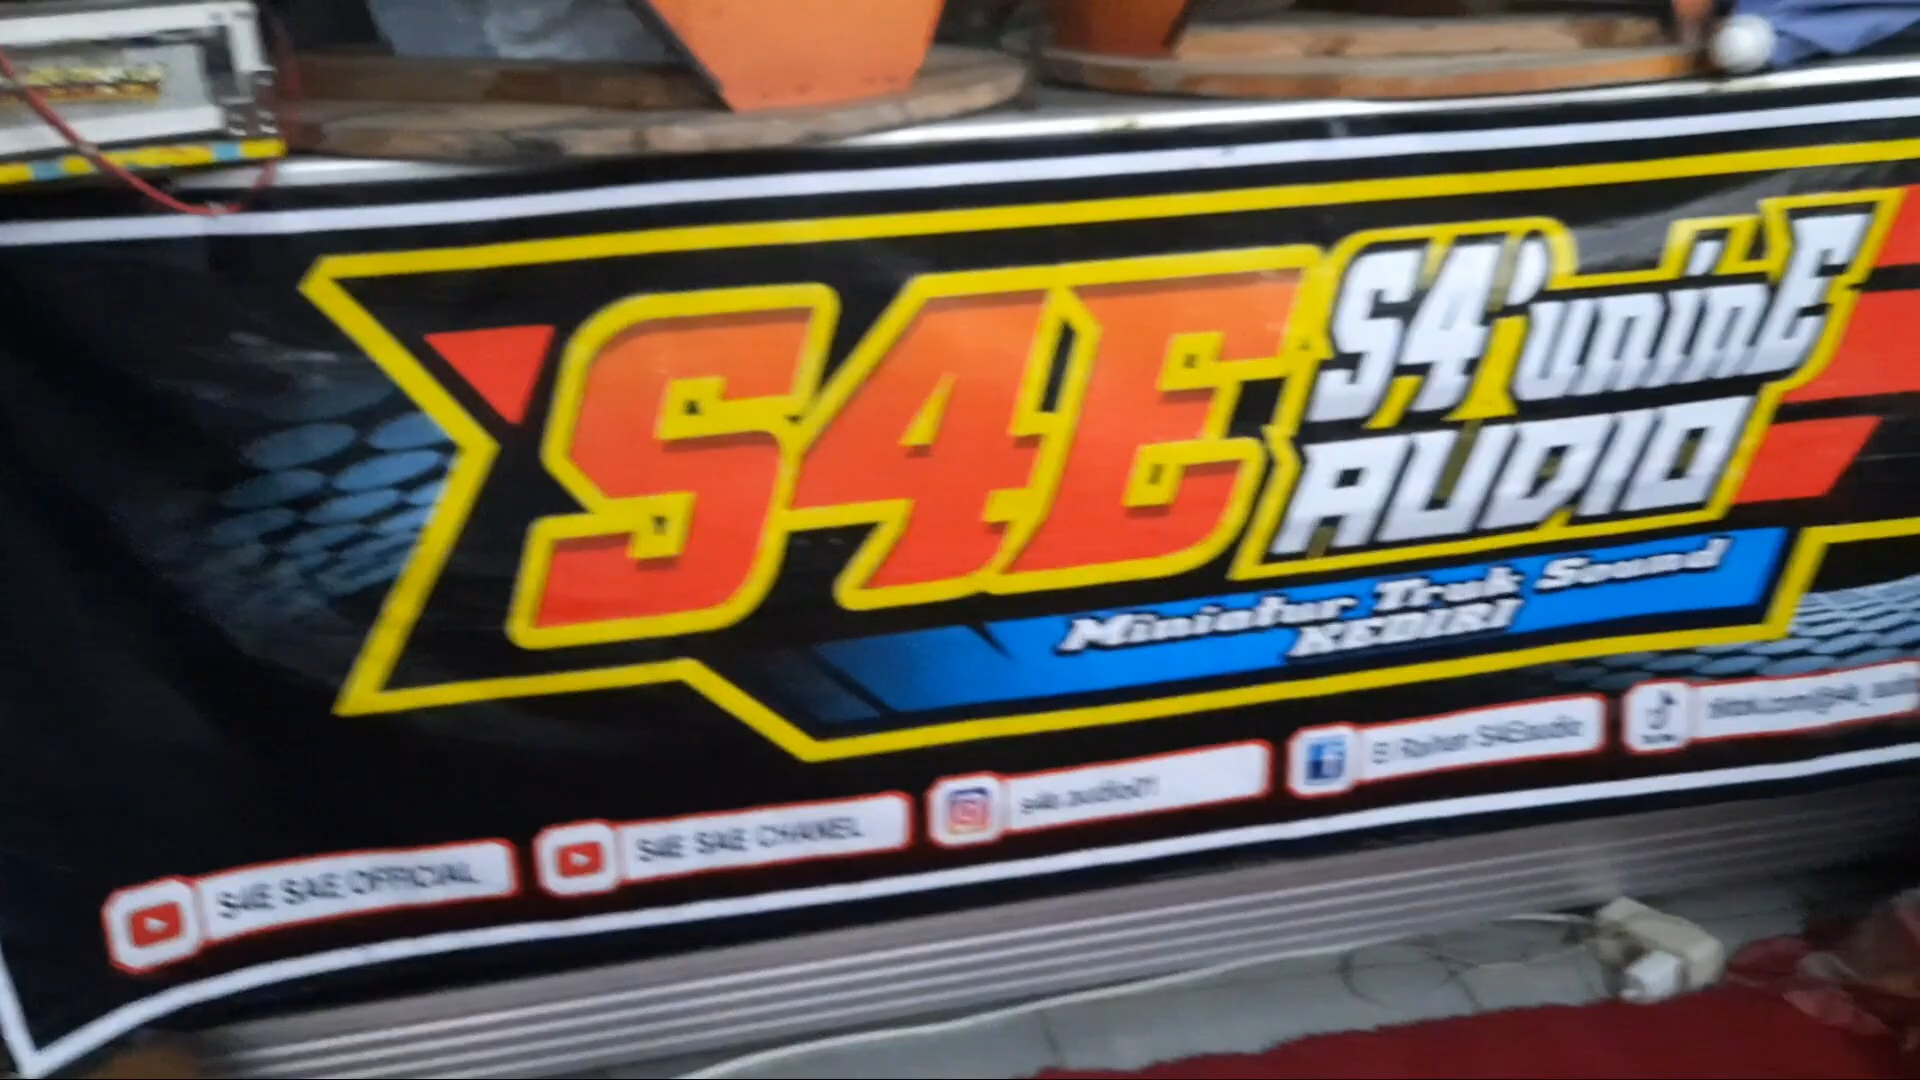 S4E
S4'uninE
AUDIO
Miniatur Truk Sound
KEDIRI
S4E SAE OFFICIAL
S4E SAE CHANEL